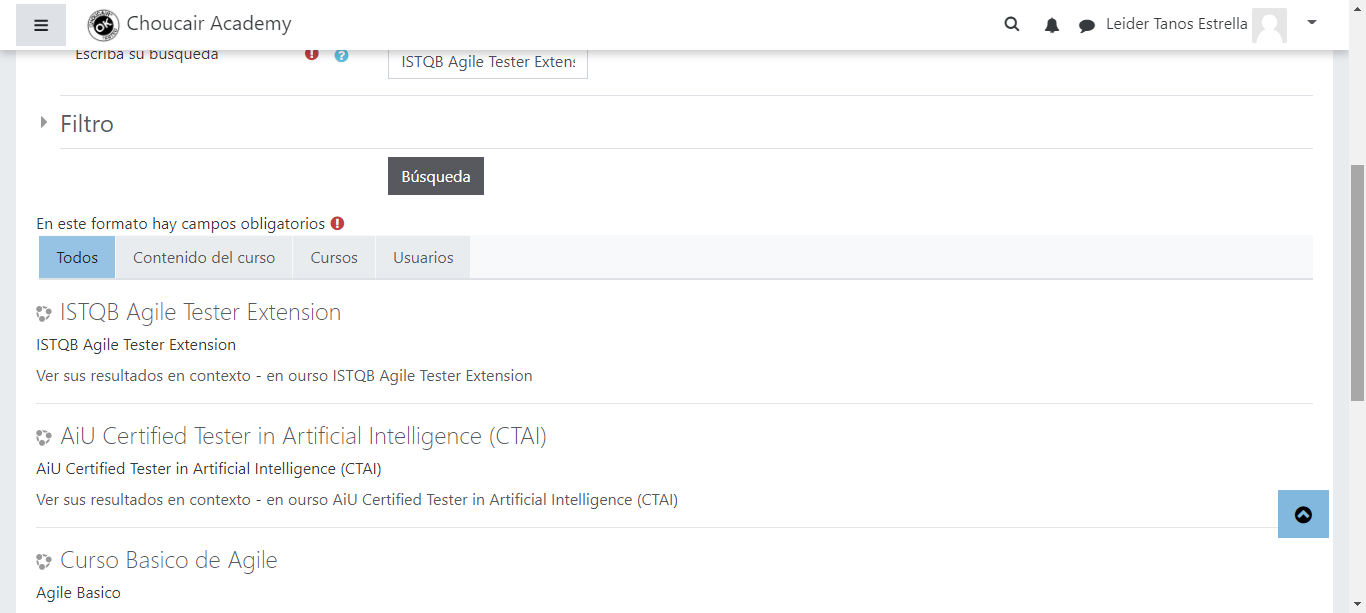 Choucair Academy
Leider Tanos Estrella
Escriba su búsqueda
ISTQB Agile Tester Extens
Filtro
Búsqueda
En este formato hay campos obligatorios
Todos
Contenido del curso
Cursos
Usuarios
ISTQB Agile Tester Extension
ISTQB Agile Tester Extension
Ver sus resultados en contexto - en ourso ISTQB Agile Tester Extension
AiU Certified Tester in Artificial Intelligence (CTAI)
AiU Certified Tester in Artificial Intelligence (CTAI)
Ver sus resultados en contexto - en ourso AiU Certified Tester in Artificial Intelligence (CTAI)
Curso Basico de Agile
Agile Basico